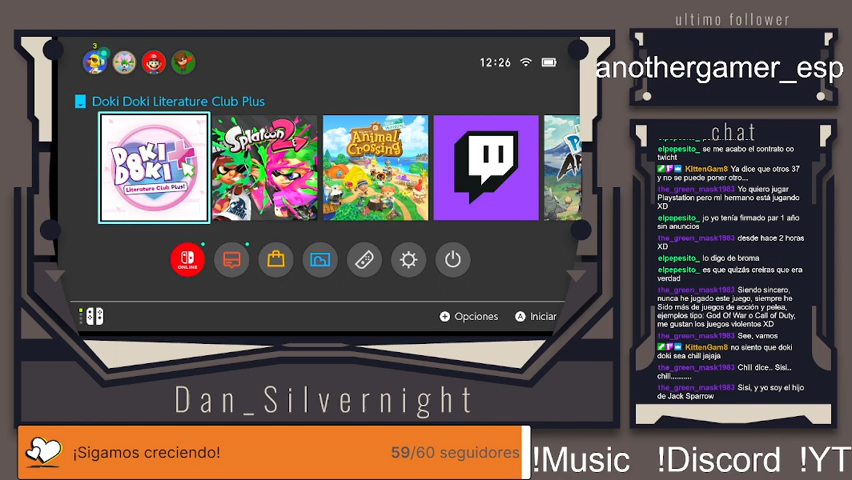 ultimo follower
anothergamer_esp
3
12:26
Doki Doki Literature Club Plus
DOKI
DOKI
Literature Club Plus!
Splatoon 2
Animal Crossing
ONLINE
+ Opciones
A Iniciar
chat
elpepesito_ se me acabo el contrato co
twicht
KittenGam8 Ya dice que otros 37
y no se puede poner otro...
the_green_mask1983 Yo quiero jugar
Playstation pero mi hermano está jugando
XD
elpepesito_ jo yo tenía firmado par 1 año
sin anuncios
the_green_mask1983 desde hace 2 horas
XD
elpepesito_ lo digo de broma
elpepesito_ es que quizás creíras que era
verdad
the_green_mask1983 Siendo sincero,
nunca he jugado este juego, siempre he
Sido más de juegos de acción y pelea,
ejemplos tipo: God Of War o Call of Duty,
me gustan los juegos violentos XD
the_green_mask1983 See, vamos
KittenGam8 no siento que doki
doki sea chill jajaja
the_green_mask1983 Chill dice.. Sisi..
chill..........
the_green_mask1983 Sisi, y yo soy el hijo
de Jack Sparrow
Dan_Silvernight
¡Sigamos creciendo!
59/60 seguidores
!Music !Discord !YT